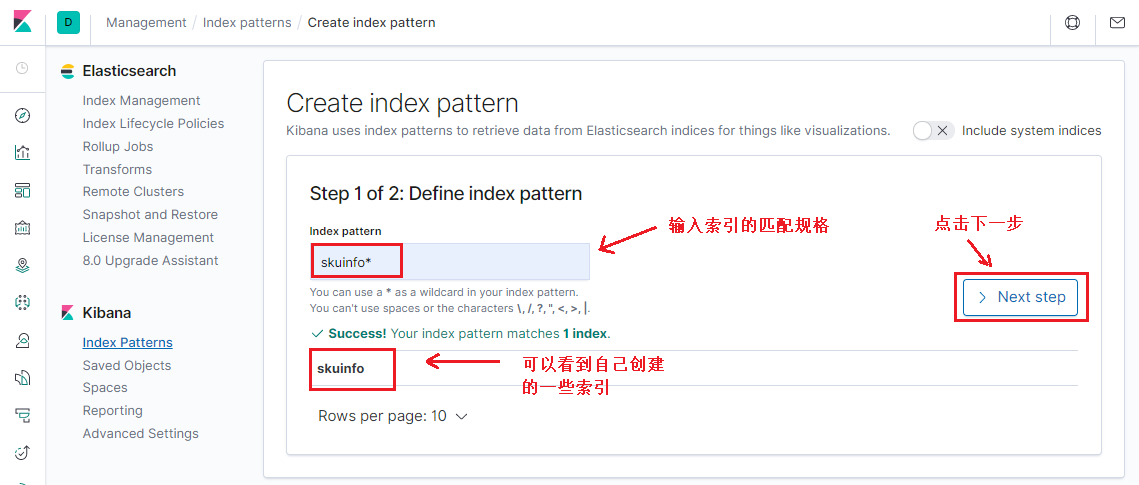 D
Management / Index patterns / Create index pattern
Elasticsearch
Index Management
Index Lifecycle Policies
Rollup Jobs
Transforms
Remote Clusters
Snapshot and Restore
License Management
8.0 Upgrade Assistant
Kibana
Index Patterns
Saved Objects
Spaces
Reporting
Advanced Settings
Create index pattern
Kibana uses index patterns to retrieve data from Elasticsearch indices for things like visualizations.
Include system indices
Step 1 of 2: Define index pattern
Index pattern
输入索引的匹配规格
点击下一步
skuinfo*
Next step
You can use a * as a wildcard in your index pattern.
You can't use spaces or the characters \, /, ?, ", <, >, |.
Success! Your index pattern matches 1 index.
skuinfo
可以看到自己创建
的一些索引
Rows per page: 10